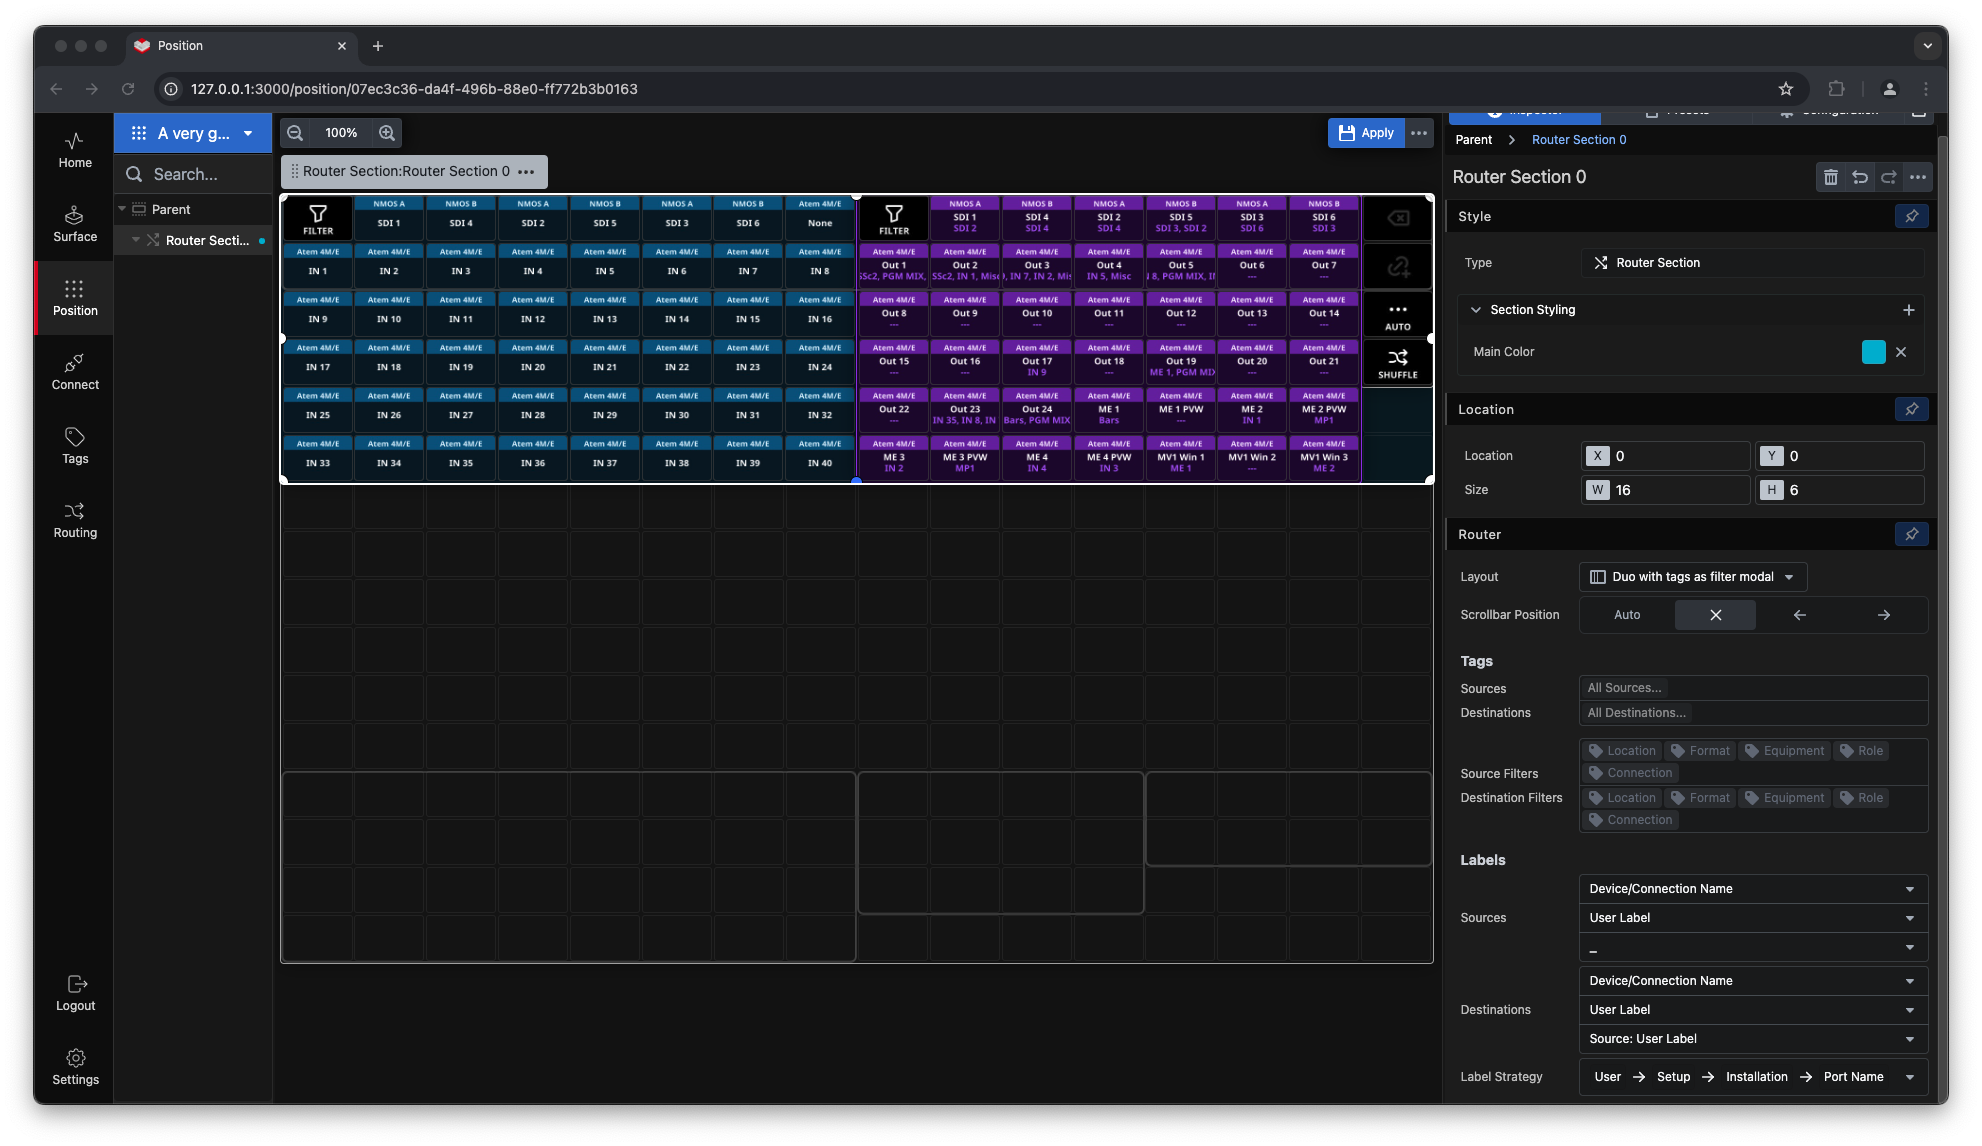 Position
127.0.0.1:3000/position/07ec3c36-da4f-496b-88e0-ff772b3b0163
Home
Surface
Position
Connect
Tags
Routing
Logout
Settings
A very g...
Search...
Parent
Router Secti...
100%
Apply
Router Section:Router Section 0
FILTER
NMOS A NMOS B NMOS A NMOS B NMOS A NMOS B Atem 4M/E
SDI 1 SDI 4 SDI 2 SDI 5 SDI 3 SDI 6 None
Atem 4M/E Atem 4M/E Atem 4M/E Atem 4M/E Atem 4M/E Atem 4M/E Atem 4M/E Atem 4M/E
IN 1 IN 2 IN 3 IN 4 IN 5 IN 6 IN 7 IN 8
Atem 4M/E Atem 4M/E Atem 4M/E Atem 4M/E Atem 4M/E Atem 4M/E Atem 4M/E Atem 4M/E
IN 9 IN 10 IN 11 IN 12 IN 13 IN 14 IN 15 IN 16
Atem 4M/E Atem 4M/E Atem 4M/E Atem 4M/E Atem 4M/E Atem 4M/E Atem 4M/E Atem 4M/E
IN 17 IN 18 IN 19 IN 20 IN 21 IN 22 IN 23 IN 24
Atem 4M/E Atem 4M/E Atem 4M/E Atem 4M/E Atem 4M/E Atem 4M/E Atem 4M/E Atem 4M/E
IN 25 IN 26 IN 27 IN 28 IN 29 IN 30 IN 31 IN 32
Atem 4M/E Atem 4M/E Atem 4M/E Atem 4M/E Atem 4M/E Atem 4M/E Atem 4M/E Atem 4M/E
IN 33 IN 34 IN 35 IN 36 IN 37 IN 38 IN 39 IN 40
FILTER
NMOS A NMOS B NMOS A NMOS B NMOS A NMOS B
SDI 1 SDI 4 SDI 2 SDI 5 SDI 3 SDI 6
SDI 2 SDI 4 SDI 4 SDI 3, SDI 2 SDI 6 SDI 3
Atem 4M/E Atem 4M/E Atem 4M/E Atem 4M/E Atem 4M/E Atem 4M/E Atem 4M/E
Out 1 Out 2 Out 3 Out 4 Out 5 Out 6 Out 7
SSc2, PGM MIX, SSc2, IN 1, Misc , IN 7, IN 2, Mis IN 5, Misc 8, PGM MIX, --- ---
Atem 4M/E Atem 4M/E Atem 4M/E Atem 4M/E Atem 4M/E Atem 4M/E Atem 4M/E
Out 8 Out 9 Out 10 Out 11 Out 12 Out 13 Out 14
--- --- --- --- --- --- ---
Atem 4M/E Atem 4M/E Atem 4M/E Atem 4M/E Atem 4M/E Atem 4M/E Atem 4M/E
Out 15 Out 16 Out 17 Out 18 Out 19 Out 20 Out 21
--- --- IN 9 --- ME 1, PGM MIX --- ---
Atem 4M/E Atem 4M/E Atem 4M/E Atem 4M/E Atem 4M/E Atem 4M/E Atem 4M/E
Out 22 Out 23 Out 24 ME 1 ME 1 PVW ME 2 ME 2 PVW
--- IN 35, IN 8, IN Bars, PGM MIX Bars --- IN 1 MP1
Atem 4M/E Atem 4M/E Atem 4M/E Atem 4M/E Atem 4M/E Atem 4M/E Atem 4M/E
ME 3 ME 3 PVW ME 4 ME 4 PVW MV1 Win 1 MV1 Win 2 MV1 Win 3
IN 2 MP1 IN 4 IN 3 ME 1 --- ME 2
AUTO
SHUFFLE
Inspector Presets Configuration
Parent Router Section 0
Router Section 0
Style
Type Router Section
Section Styling
Main Color
Location
Location X 0 Y 0
Size W 16 H 6
Router
Layout Duo with tags as filter modal
Scrollbar Position Auto
Tags
Sources All Sources...
Destinations All Destinations...
Source Filters Location Format Equipment Role
Connection
Destination Filters Location Format Equipment Role
Connection
Labels
Sources
Device/Connection Name
User Label
_
Destinations
Device/Connection Name
User Label
Source: User Label
Label Strategy User → Setup → Installation → Port Name